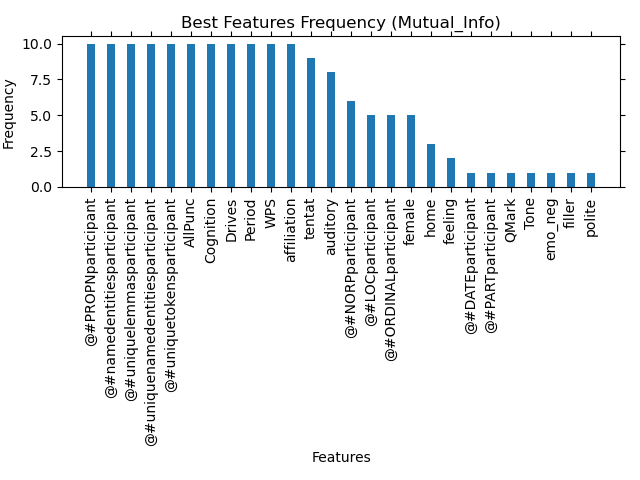 Best Features Frequency (Mutual_Info)
Frequency
10.0
7.5
5.0
2.5
0.0
@#PROPNparticipant
@#namedentitiesparticipant
@#uniquelemmasparticipant
@#uniquenamedentitiesparticipant
@#uniquetokensparticipant
AllPunc
Cognition
Drives
Period
WPS
affiliation
tentat
auditory
@#NORPparticipant
@#LOCparticipant
@#ORDINALparticipant
female
home
feeling
@#DATEparticipant
@#PARTparticipant
QMark
Tone
emo_neg
filler
polite
Features